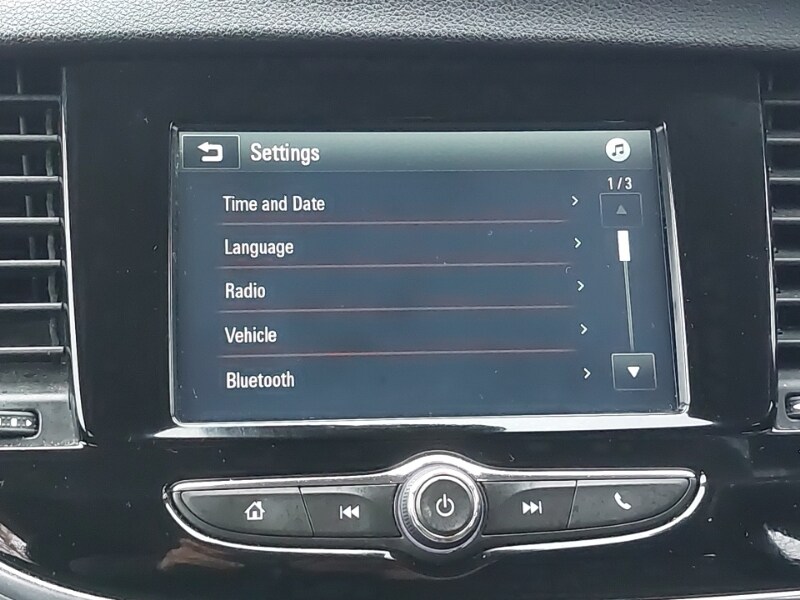 Settings
1/3
Time and Date
Language
Radio
Vehicle
Bluetooth